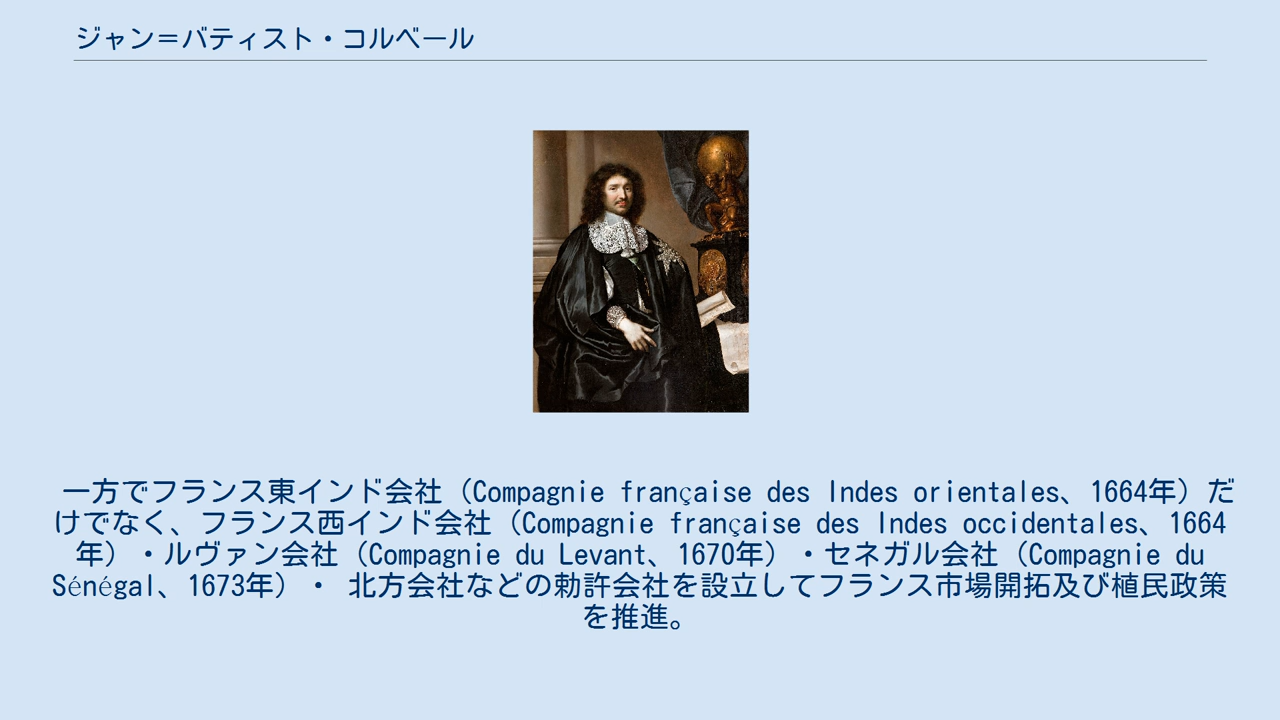 ジャン＝バティスト・コルベール
一方でフランス東インド会社（Compagnie française des Indes orientales、1664年）だ
けでなく、フランス西インド会社（Compagnie française des Indes occidentales、1664
年）・ルヴァン会社（Compagnie du Levant、1670年）・セネガル会社（Compagnie du
Sénégal、1673年）・ 北方会社などの勅許会社を設立してフランス市場開拓及び植民政策
を推進。